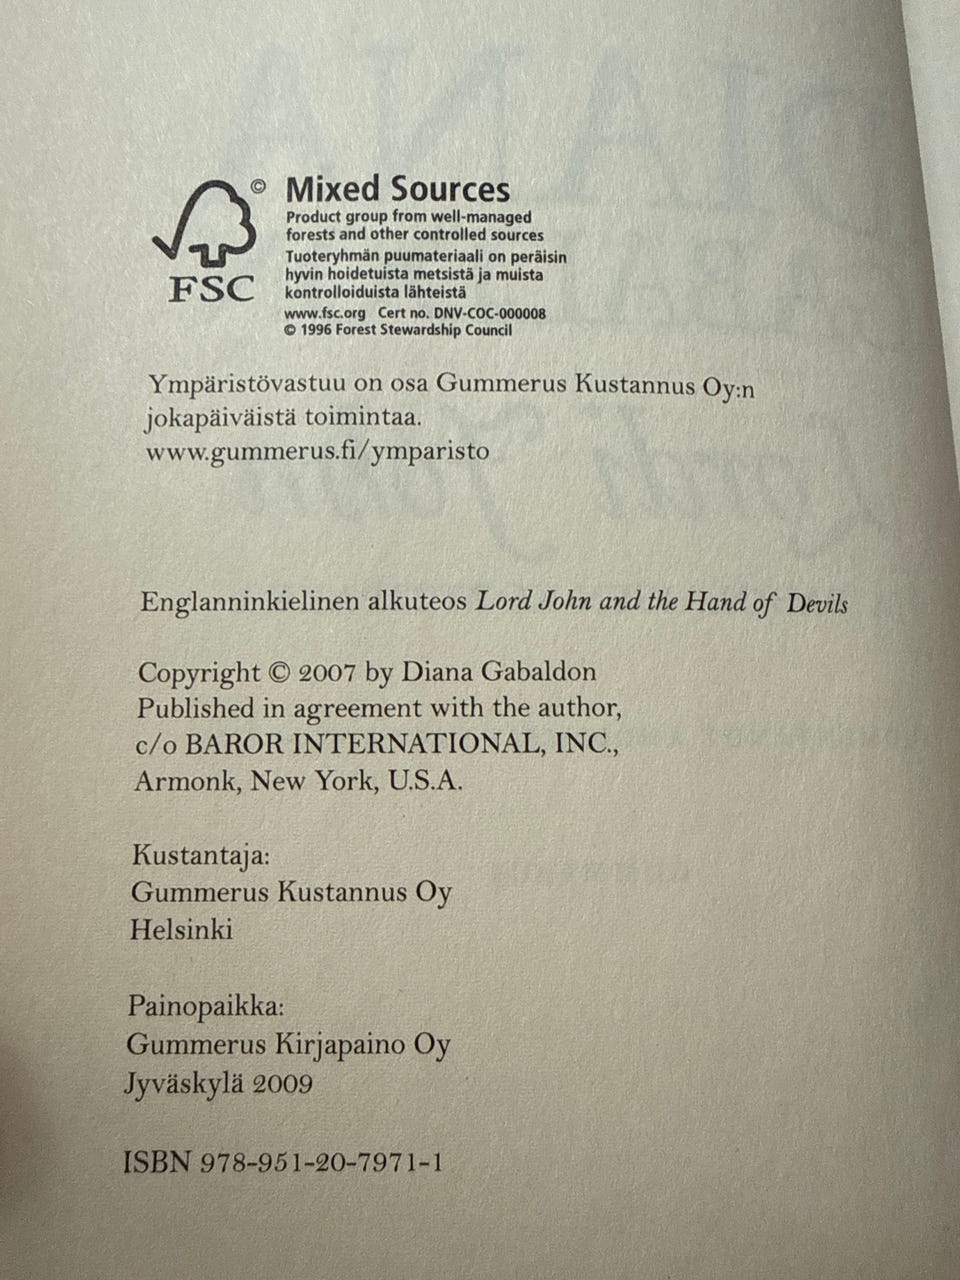 ©
FSC
Mixed Sources
Product group from well-managed
forests and other controlled sources
Tuoteryhmän puumateriaali on peräisin
hyvin hoidetuista metsistä ja muista
kontrolloiduista lähteistä
www.fsc.org Cert no. DNV-COC-000008
© 1996 Forest Stewardship Council
Ympäristövastuu on osa Gummerus Kustannus Oy:n
jokapäiväistä toimintaa.
www.gummerus.fi/ymparisto
Englanninkielinen alkuteos Lord John and the Hand of Devils
Copyright © 2007 by Diana Gabaldon
Published in agreement with the author,
c/o BAROR INTERNATIONAL, INC.,
Armonk, New York, U.S.A.
Kustantaja:
Gummerus Kustannus Oy
Helsinki
Painopaikka:
Gummerus Kirjapaino Oy
Jyväskylä 2009
ISBN 978-951-20-7971-1